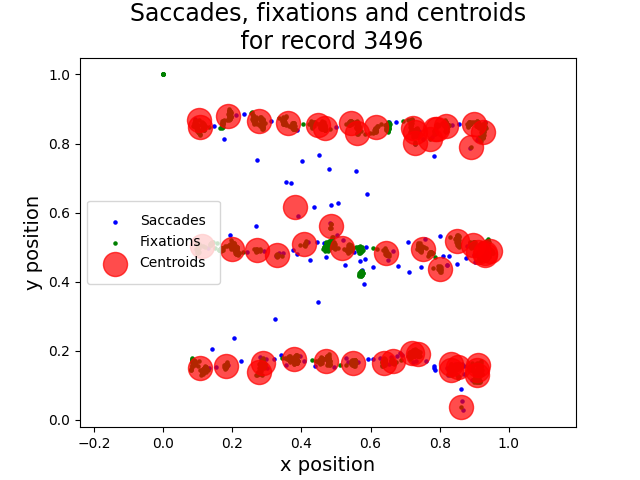 Saccades, fixations and centroids
for record 3496
1.0
0.8
0.6
0.4
0.2
0.0
y position
Saccades
Fixations
Centroids
−0.2
0.0
0.2
0.4
0.6
0.8
1.0
x position